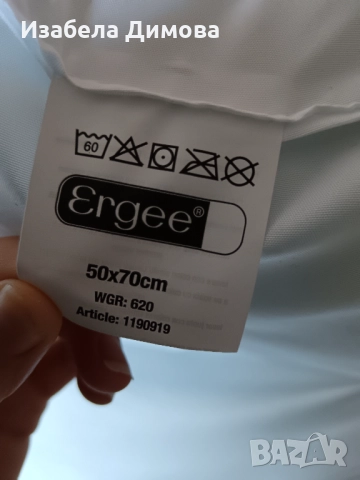 Изабела Димова
60
ergee®
50x70cm
WGR: 620
Article: 1190919
BAZAR